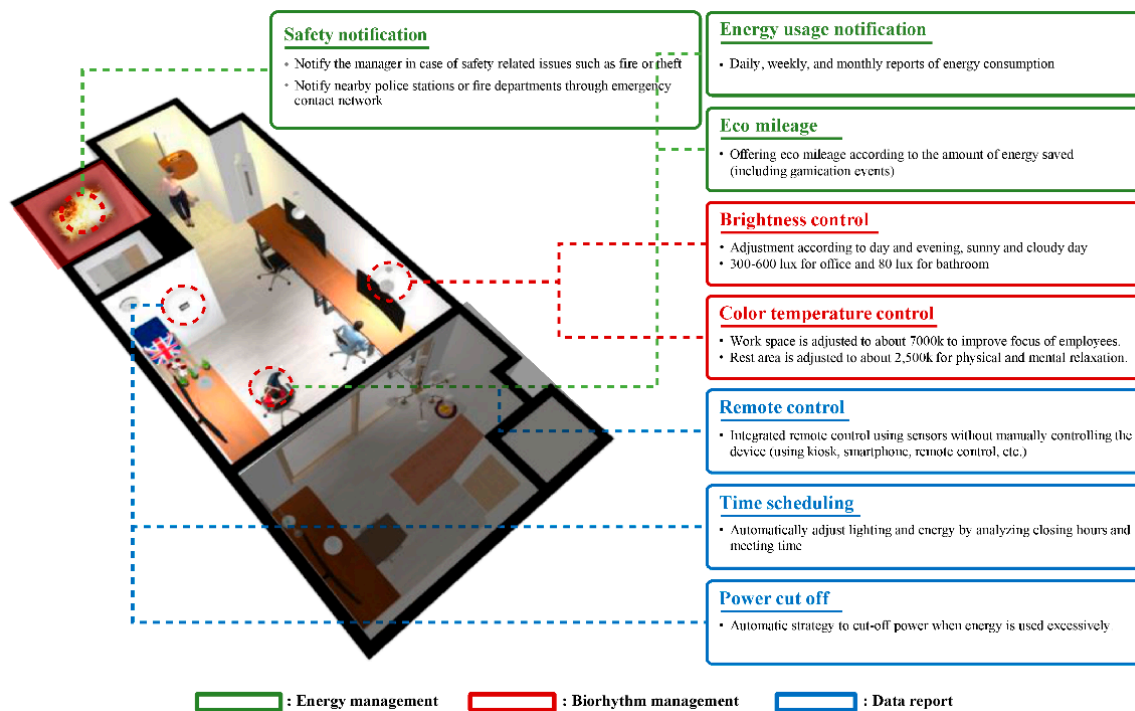 Safety notification
• Notify the manager in case of safety related issues such as fire or theft
• Notify nearby police stations or fire departments through emergency
contact network
Energy usage notification
• Daily, weekly, and monthly reports of energy consumption
Eco mileage
• Offering eco mileage according to the amount of energy saved
(including gamication events)
Brightness control
• Adjustment according to day and evening, sunny and cloudy day
• 300-600 lux for office and 80 lux for bathroom
Color temperature control
• Work space is adjusted to about 7000k to improve focus of employees.
• Rest area is adjusted to about 2,500k for physical and mental relaxation.
Remote control
• Integrated remote control using sensors without manually controlling the
device (using kiosk, smartphone, remote control, etc.)
Time scheduling
• Automatically adjust lighting and energy by analyzing closing hours and
meeting time
Power cut off
• Automatic strategy to cut-off power when energy is used excessively
: Energy management
: Biorhythm management
: Data report